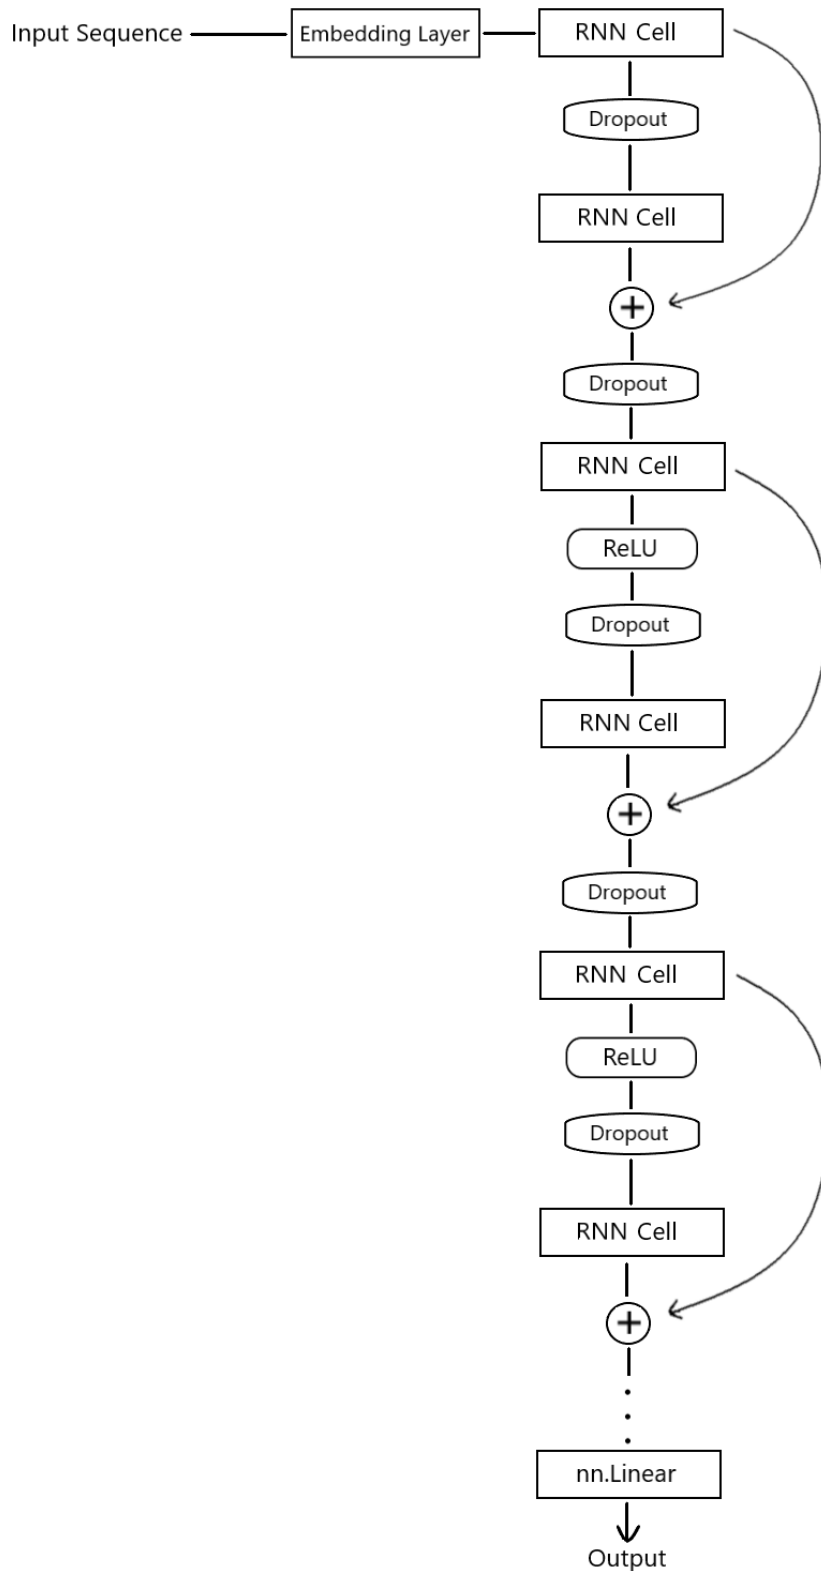 Input Sequence
Embedding Layer
RNN Cell
Dropout
RNN Cell
+
Dropout
RNN Cell
ReLU
Dropout
RNN Cell
+
Dropout
RNN Cell
ReLU
Dropout
RNN Cell
+
nn.Linear
Output